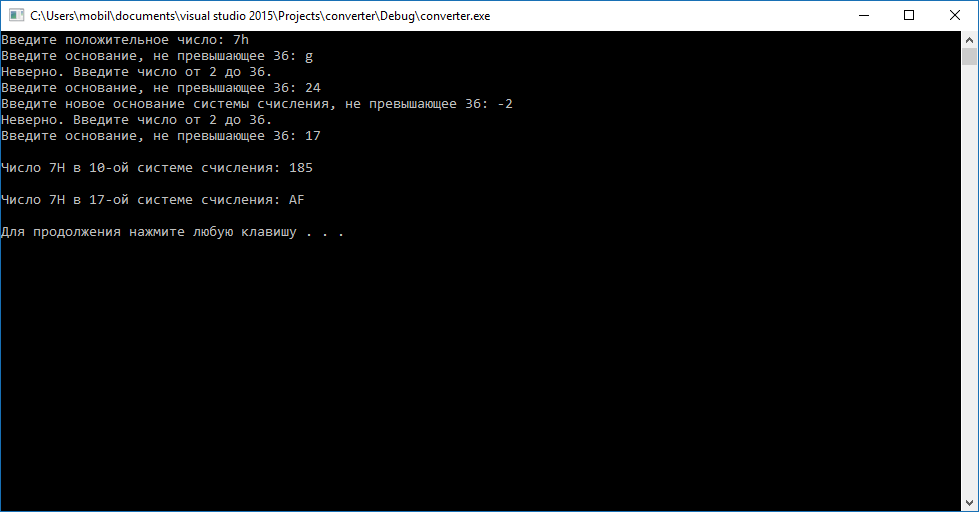 C:\Users\mobil\documents\visual studio 2015\Projects\converter\Debug\converter.exe
Введите положительное число: 7h
Введите основание, не превышающее 36: g
Неверно. Введите число от 2 до 36.
Введите основание, не превышающее 36: 24
Введите новое основание системы счисления, не превышающее 36: -2
Неверно. Введите число от 2 до 36.
Введите основание, не превышающее 36: 17
Число 7H в 10-ой системе счисления: 185
Число 7H в 17-ой системе счисления: AF
Для продолжения нажмите любую клавишу . . .